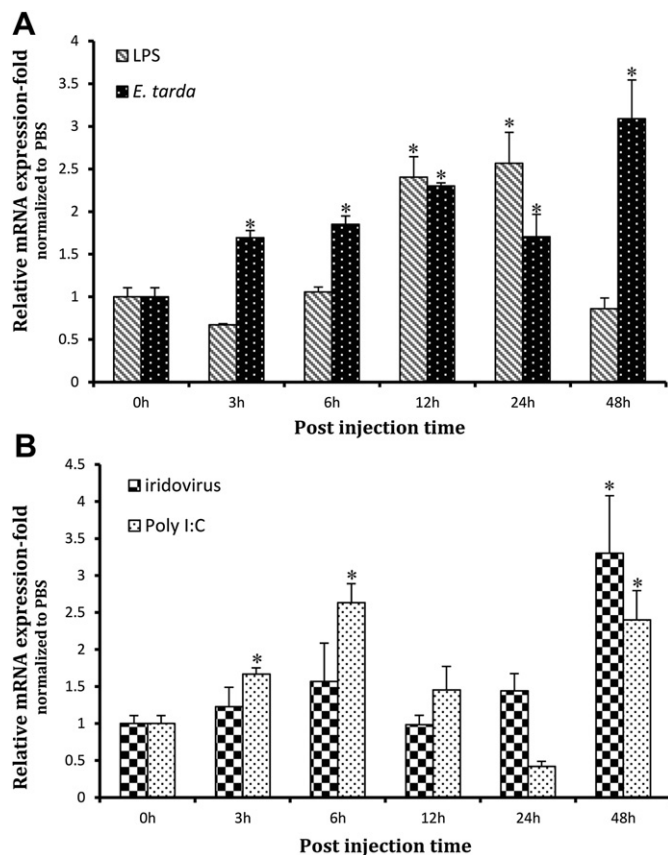 A
Relative mRNA expression-fold
normalized to PBS
4
3.5
3
2.5
2
1.5
1
0.5
0
LPS
E. tarda
*
*
*
*
*
*
*
0h
3h
6h
12h
24h
48h
Post injection time
B
Relative mRNA expression-fold
normalized to PBS
4.5
4
3.5
3
2.5
2
1.5
1
0.5
0
iridovirus
Poly I:C
*
*
*
*
0h
3h
6h
12h
24h
48h
Post injection time